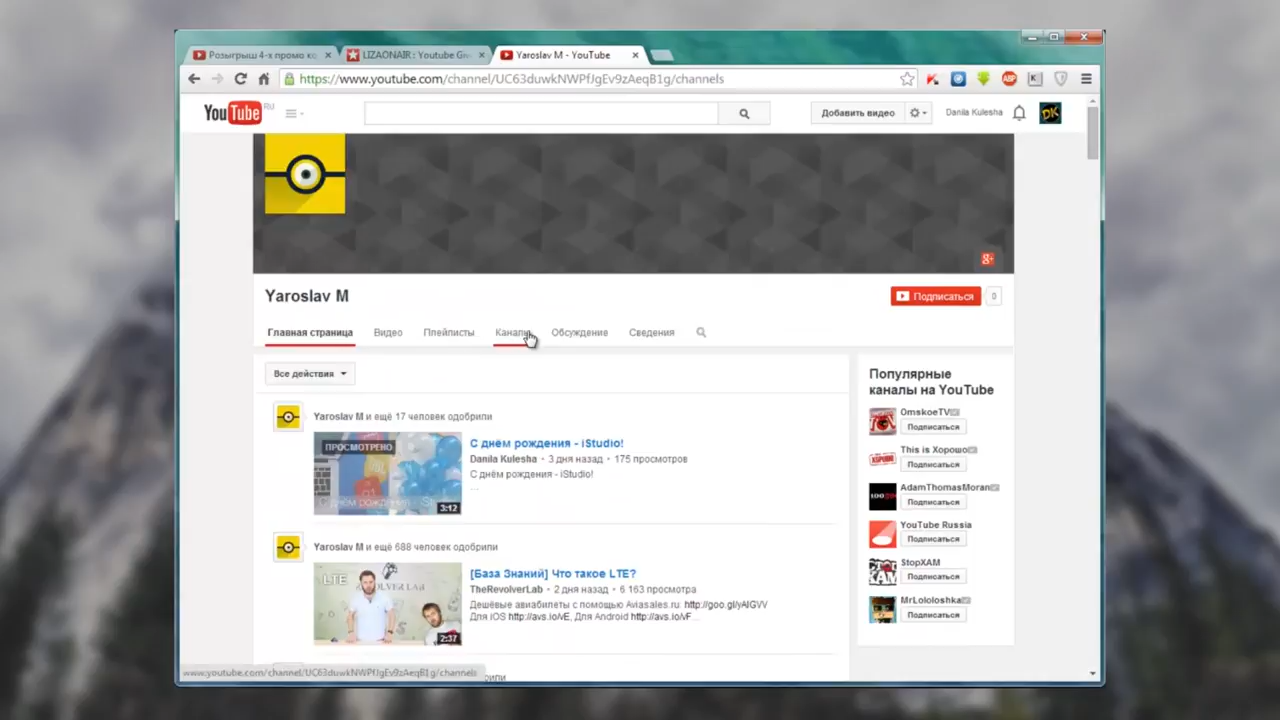 Розыгрыш 4-х промо ко
LIZAONAIR : Youtube Giv
Yaroslav M - YouTube
https://www.youtube.com/channel/UC63duwkNWPfJgEv9zAeqB1g/channels
YouTube RU
Добавить видео
Danila Kulesha
DK
Yaroslav M
Подписаться
0
Главная страница
Видео
Плейлисты
Каналы
Обсуждение
Сведения
Все действия
Yaroslav M и ещё 17 человек одобрили
ПРОСМОТРЕНО
С днём рождения - iStudio!
3:12
С днём рождения - iStudio!
Danila Kulesha • 3 дня назад • 175 просмотров
С днём рождения - iStudio!
...
Yaroslav M и ещё 688 человек одобрили
LTE
2:37
[База Знаний] Что такое LTE?
TheRevolverLab • 2 дня назад • 6 163 просмотра
Дешёвые авиабилеты с помощью Aviasales.ru: http://goo.gl/yAlGVV
Для iOS http://avs.io/vE, Для Android http://avs.io/vF...
Популярные
каналы на YouTube
OmskoeTV
Подписаться
This is Хорошо
Подписаться
AdamThomasMoran
Подписаться
YouTube Russia
Подписаться
StopXAM
Подписаться
MrLololoshka
Подписаться
www.youtube.com/channel/UC63duwkNWPfJgEv9zAeqB1g/channels